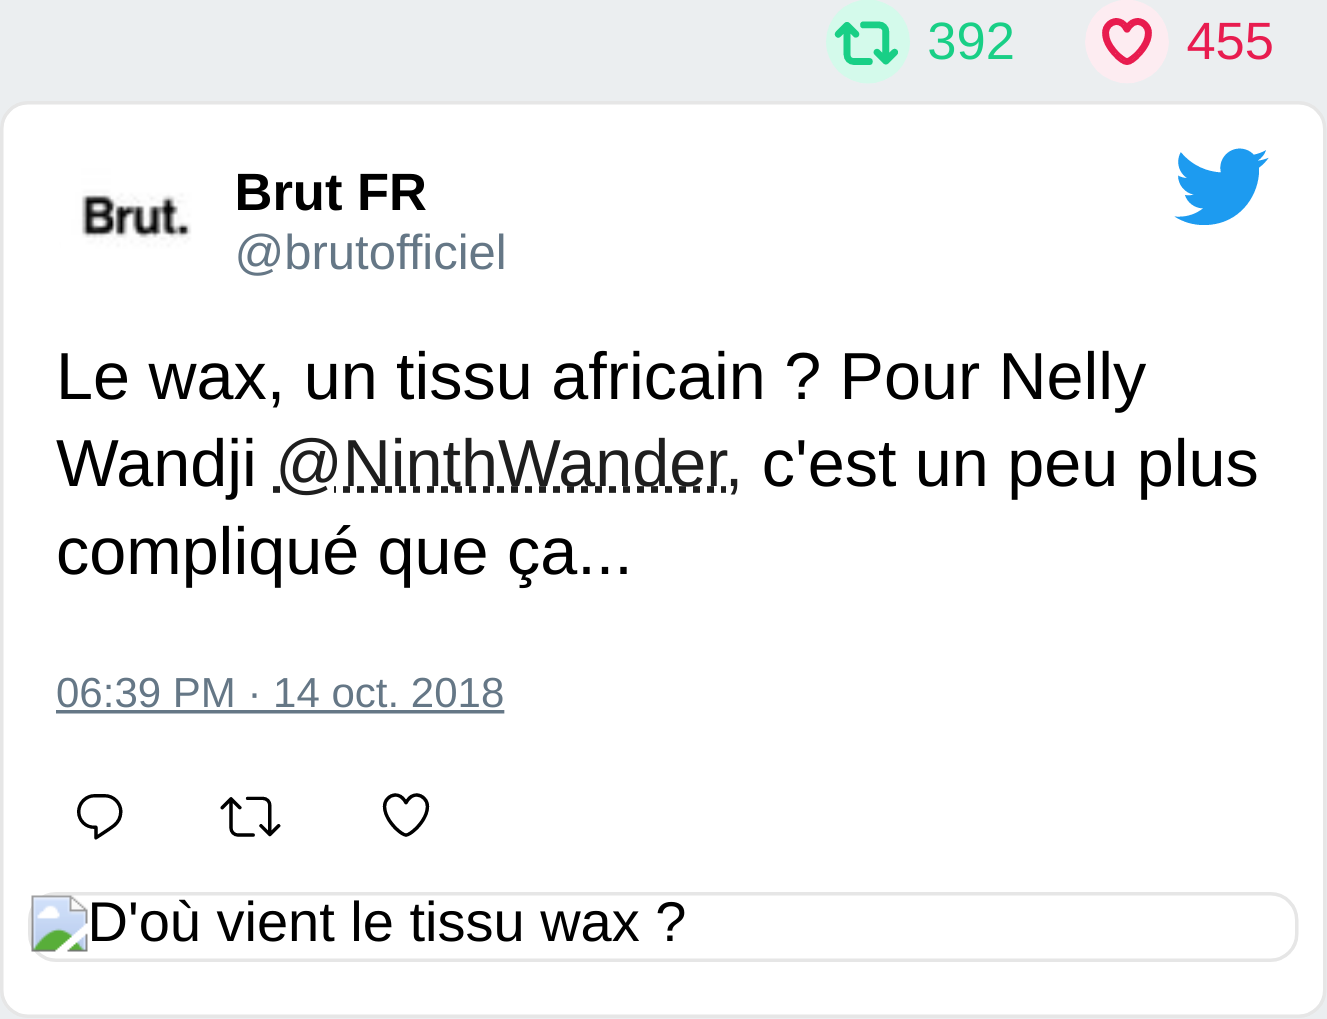 392 455
Brut.
Brut FR
@brutofficiel
Le wax, un tissu africain ? Pour Nelly
Wandji @NinthWander, c'est un peu plus
compliqué que ça...
06:39 PM · 14 oct. 2018
D'où vient le tissu wax ?